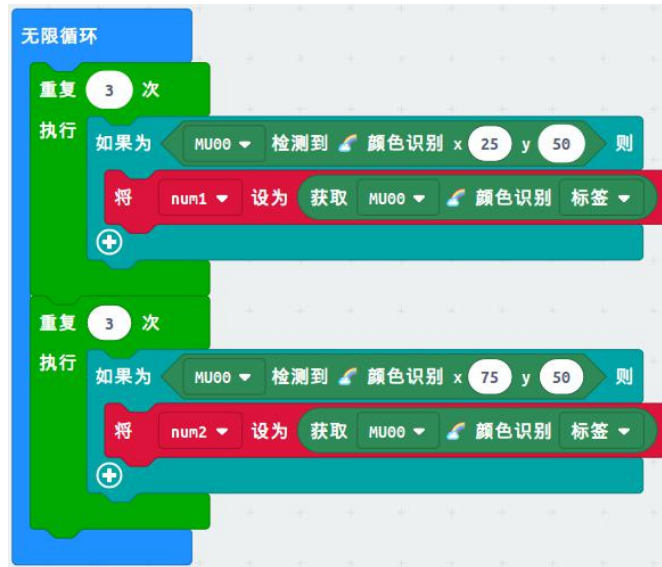 无限循环
重复 3 次
执行
如果为 MU00 检测到 颜色识别 x 25 y 50 则
将 num1 设为 获取 MU00 颜色识别 标签
重复 3 次
执行
如果为 MU00 检测到 颜色识别 x 75 y 50 则
将 num2 设为 获取 MU00 颜色识别 标签